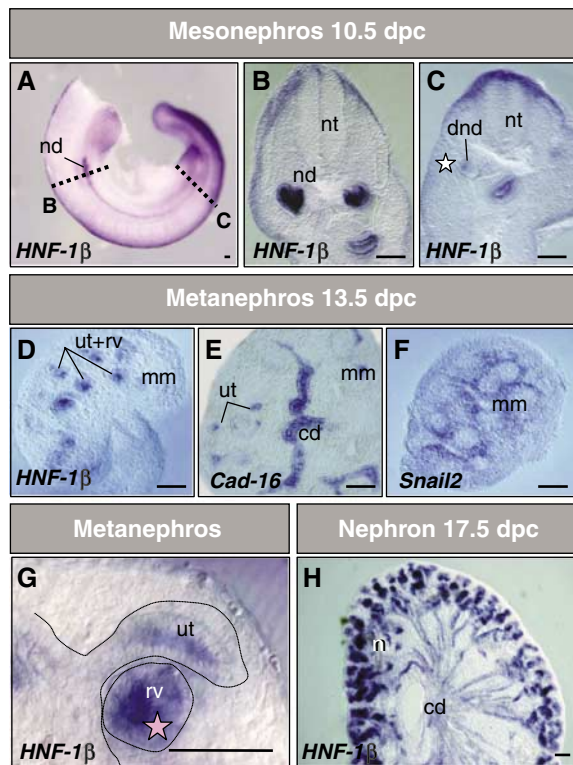 Mesonephros 10.5 dpc
A
nd
B
C
HNF-1β
B
nt
nd
HNF-1β
C
dnd
nt
HNF-1β
Metanephros 13.5 dpc
D
ut+rv
mm
HNF-1β
E
mm
ut
cd
Cad-16
F
mm
Snail2
Metanephros
Nephron 17.5 dpc
G
ut
rv
HNF-1β
H
n
cd
HNF-1β